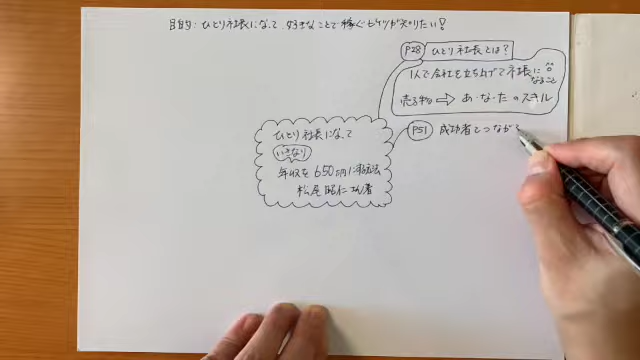 目的:ひとり社長になって、好きなことで稼ぐヒケツが知りたい!
P28 ひとり社長とは?
1人で会社を立ち上げて社長に
なること
売る物 ⇨ あ・な・たのスキル
P51 成功者とつながる
ひとり社長になって
いきなり
年収を650万円にする方法
松尾昭仁 著